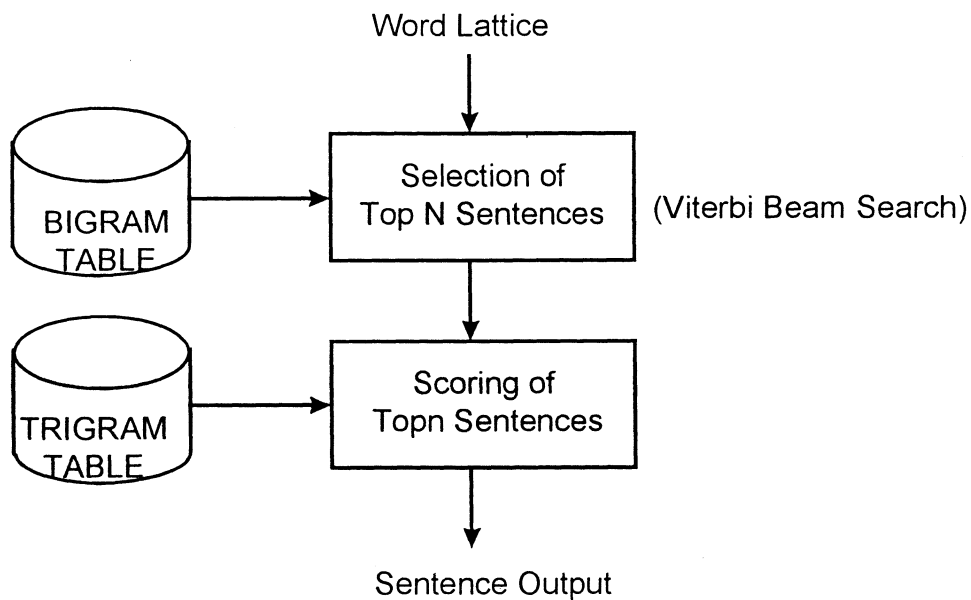 Word Lattice
BIGRAM
TABLE
Selection of
Top N Sentences
(Viterbi Beam Search)
TRIGRAM
TABLE
Scoring of
Topn Sentences
Sentence Output